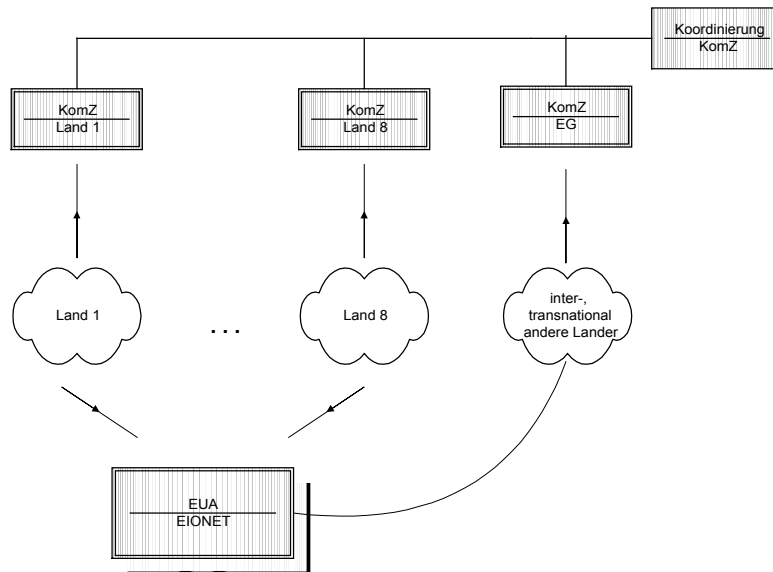 Koordinierung
KomZ
KomZ
Land 1
KomZ
Land 8
KomZ
EG
Land 1
. . .
Land 8
inter-,
transnational
andere Lander
EUA
EIONET